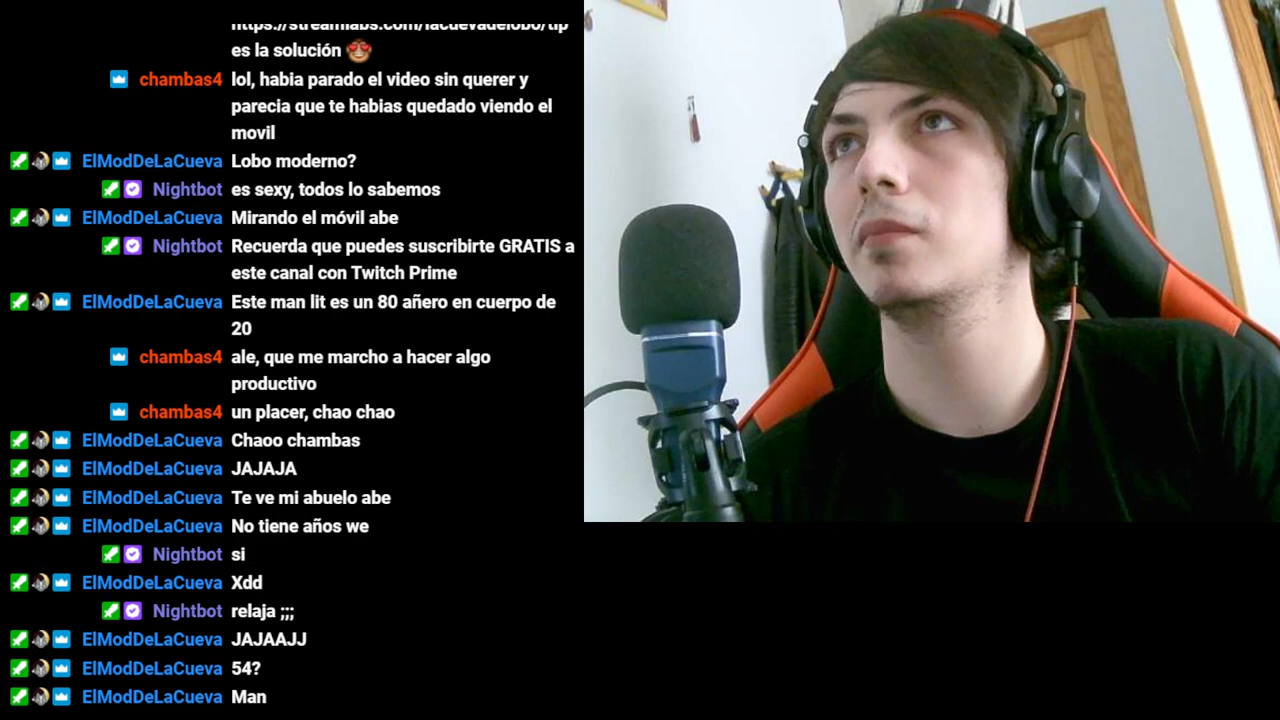 https://streamlabs.com/lacuevadelobo/tip
es la solución
chambas4 lol, habia parado el video sin querer y
parecia que te habias quedado viendo el
movil
ElModDeLaCueva Lobo moderno?
Nightbot es sexy, todos lo sabemos
ElModDeLaCueva Mirando el móvil abe
Nightbot Recuerda que puedes suscribirte GRATIS a
este canal con Twitch Prime
ElModDeLaCueva Este man lit es un 80 añero en cuerpo de
20
chambas4 ale, que me marcho a hacer algo
productivo
chambas4 un placer, chao chao
ElModDeLaCueva Chaoo chambas
ElModDeLaCueva JAJAJA
ElModDeLaCueva Te ve mi abuelo abe
ElModDeLaCueva No tiene años we
Nightbot si
ElModDeLaCueva Xdd
Nightbot relaja ;;;
ElModDeLaCueva JAJAAJJ
ElModDeLaCueva 54?
ElModDeLaCueva Man